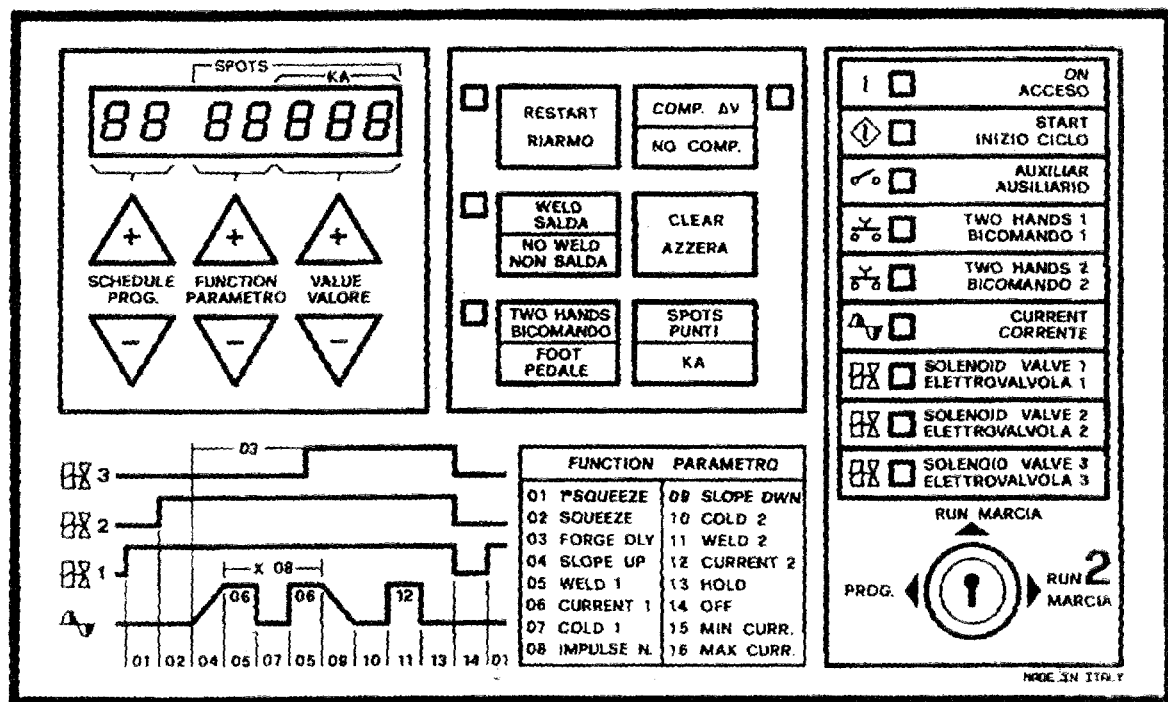 SPOTS
KA
88 88888
+ + +
SCHEDULE PROG.
FUNCTION PARAMETRO
VALUE VALORE
- - -
RESTART
RIARMO
COMP. ΔV
NO COMP.
WELD
SALDA
NO WELD
NON SALDA
CLEAR
AZZERA
TWO HANDS
BICOMANDO
FOOT
PEDALE
SPOTS
PUNTI
KA
ON
ACCESO
START
INIZIO CICLO
AUXILIAR
AUSILIARIO
TWO HANDS 1
BICOMANDO 1
TWO HANDS 2
BICOMANDO 2
CURRENT
CORRENTE
SOLENOID VALVE 1
ELETTROVALVOLA 1
SOLENOID VALVE 2
ELETTROVALVOLA 2
SOLENOID VALVE 3
ELETTROVALVOLA 3
03
3
2
1
X 08
06 06 12
01 02 04 05 07 05 09 10 11 13 14 01
FUNCTION PARAMETRO
01 1ªSQUEEZE
02 SQUEEZE
03 FORGE DLY
04 SLOPE UP
05 WELD 1
06 CURRENT 1
07 COLD 1
08 IMPULSE N.
09 SLOPE DWN
10 COLD 2
11 WELD 2
12 CURRENT 2
13 HOLD
14 OFF
15 MIN CURR.
16 MAX CURR.
RUN MARCIA
PROG.
RUN 2
MARCIA
MADE IN ITALY